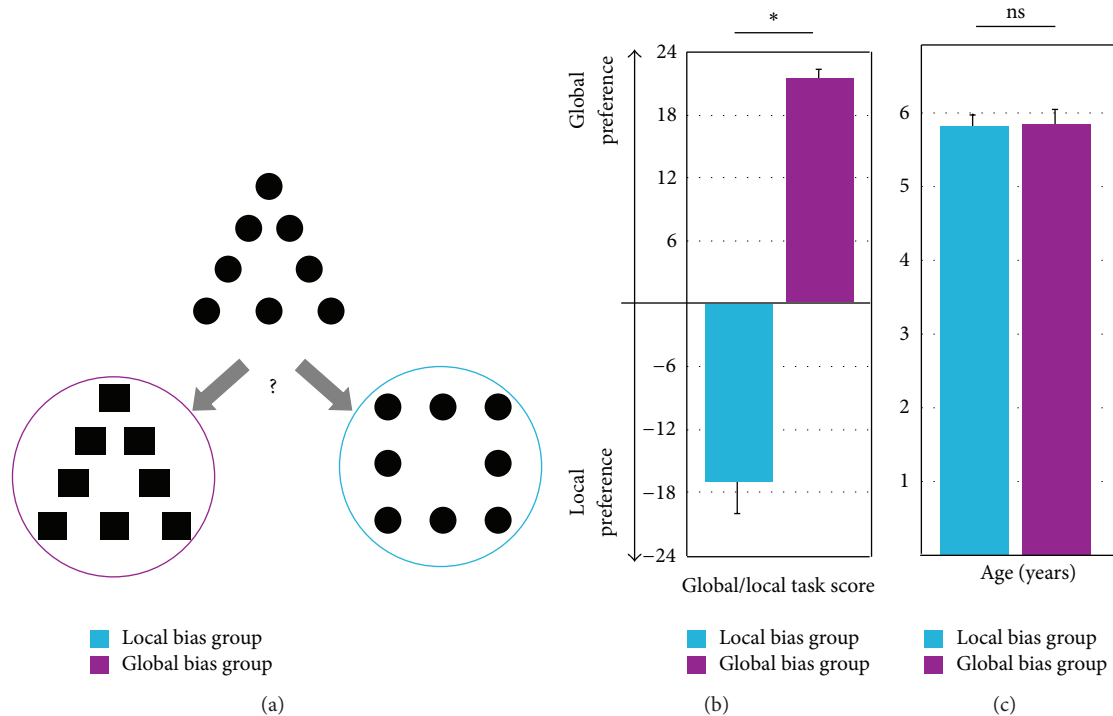 ?
Local bias group
Global bias group
(a)
*
Global
preference
Local
preference
24
18
12
6
−6
−12
−18
−24
Global/local task score
Local bias group
Global bias group
(b)
ns
6
5
4
3
2
1
Age (years)
Local bias group
Global bias group
(c)